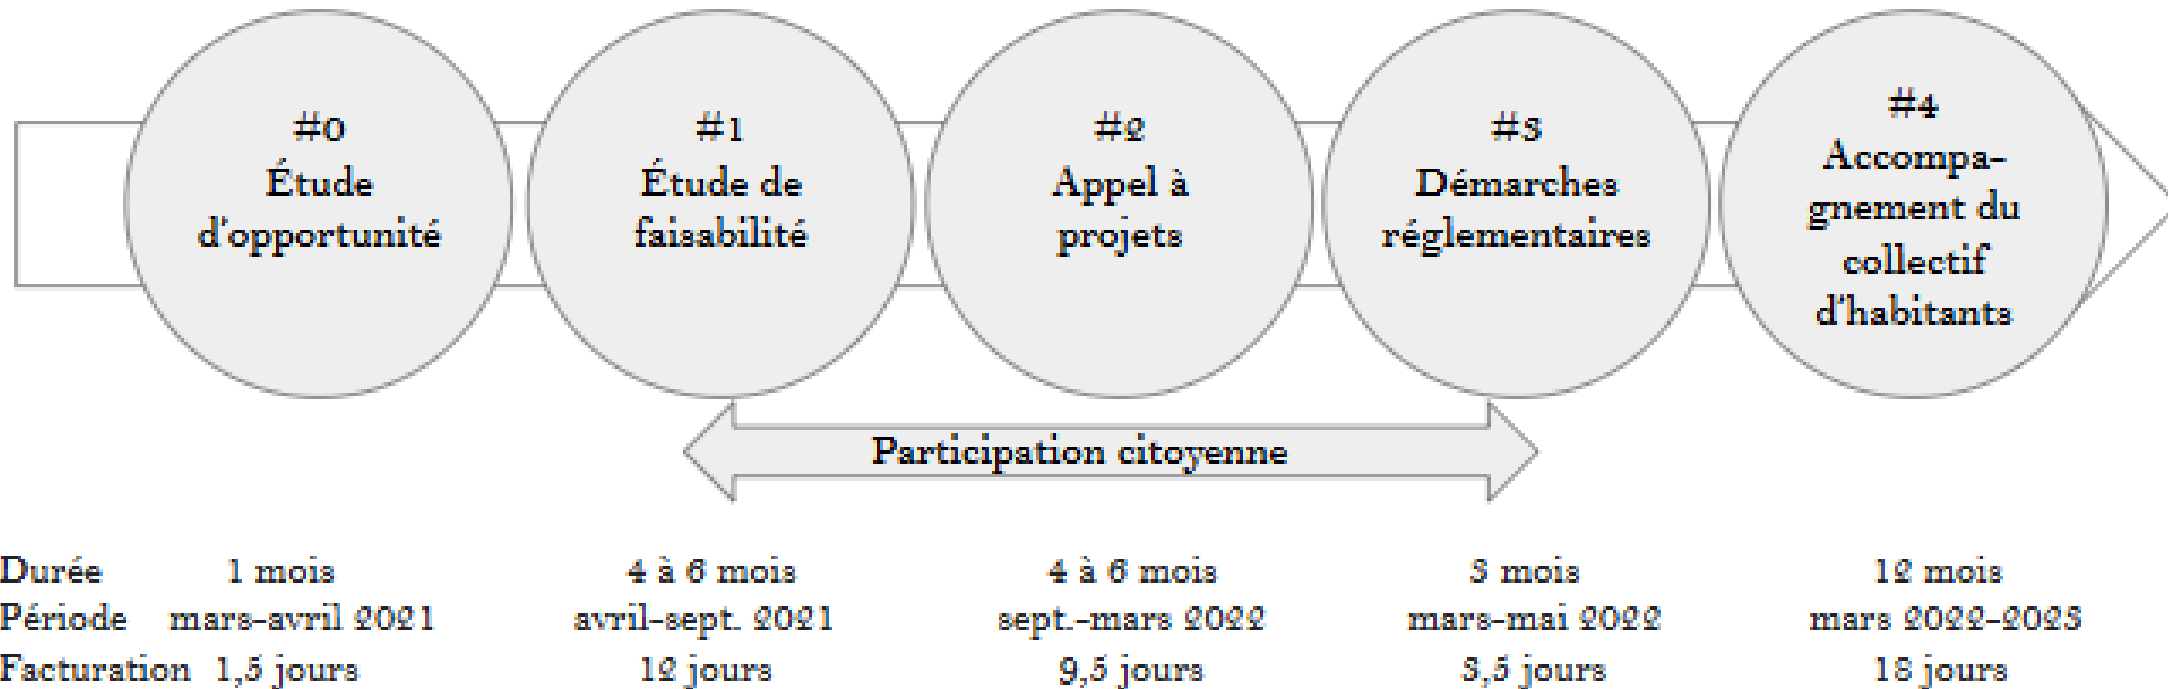 #0
Étude
d'opportunité
#1
Étude de
faisabilité
#2
Appel à
projets
#3
Démarches
réglementaires
#4
Accompa-
gnement du
collectif
d'habitants
Participation citoyenne
Durée 1 mois 4 à 6 mois 4 à 6 mois 3 mois 12 mois
Période mars-avril 2021 avril-sept. 2021 sept.-mars 2022 mars-mai 2022 mars 2022-2023
Facturation 1,5 jours 12 jours 9,5 jours 3,5 jours 18 jours